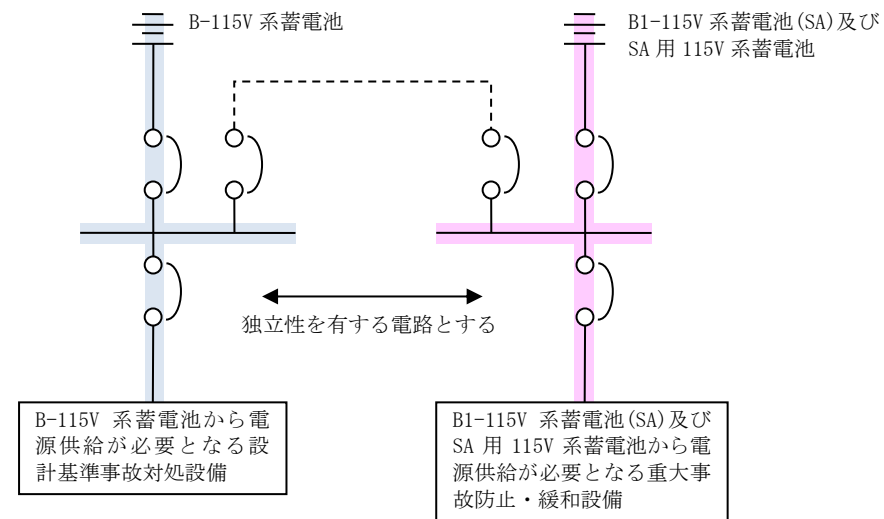 B-115V 系蓄電池
B1-115V 系蓄電池(SA)及び
SA 用 115V 系蓄電池
独立性を有する電路とする
B-115V 系蓄電池から電
源供給が必要となる設
計基準事故対処設備
B1-115V 系蓄電池(SA)及び
SA 用 115V 系蓄電池から電
源供給が必要となる重大事
故防止・緩和設備